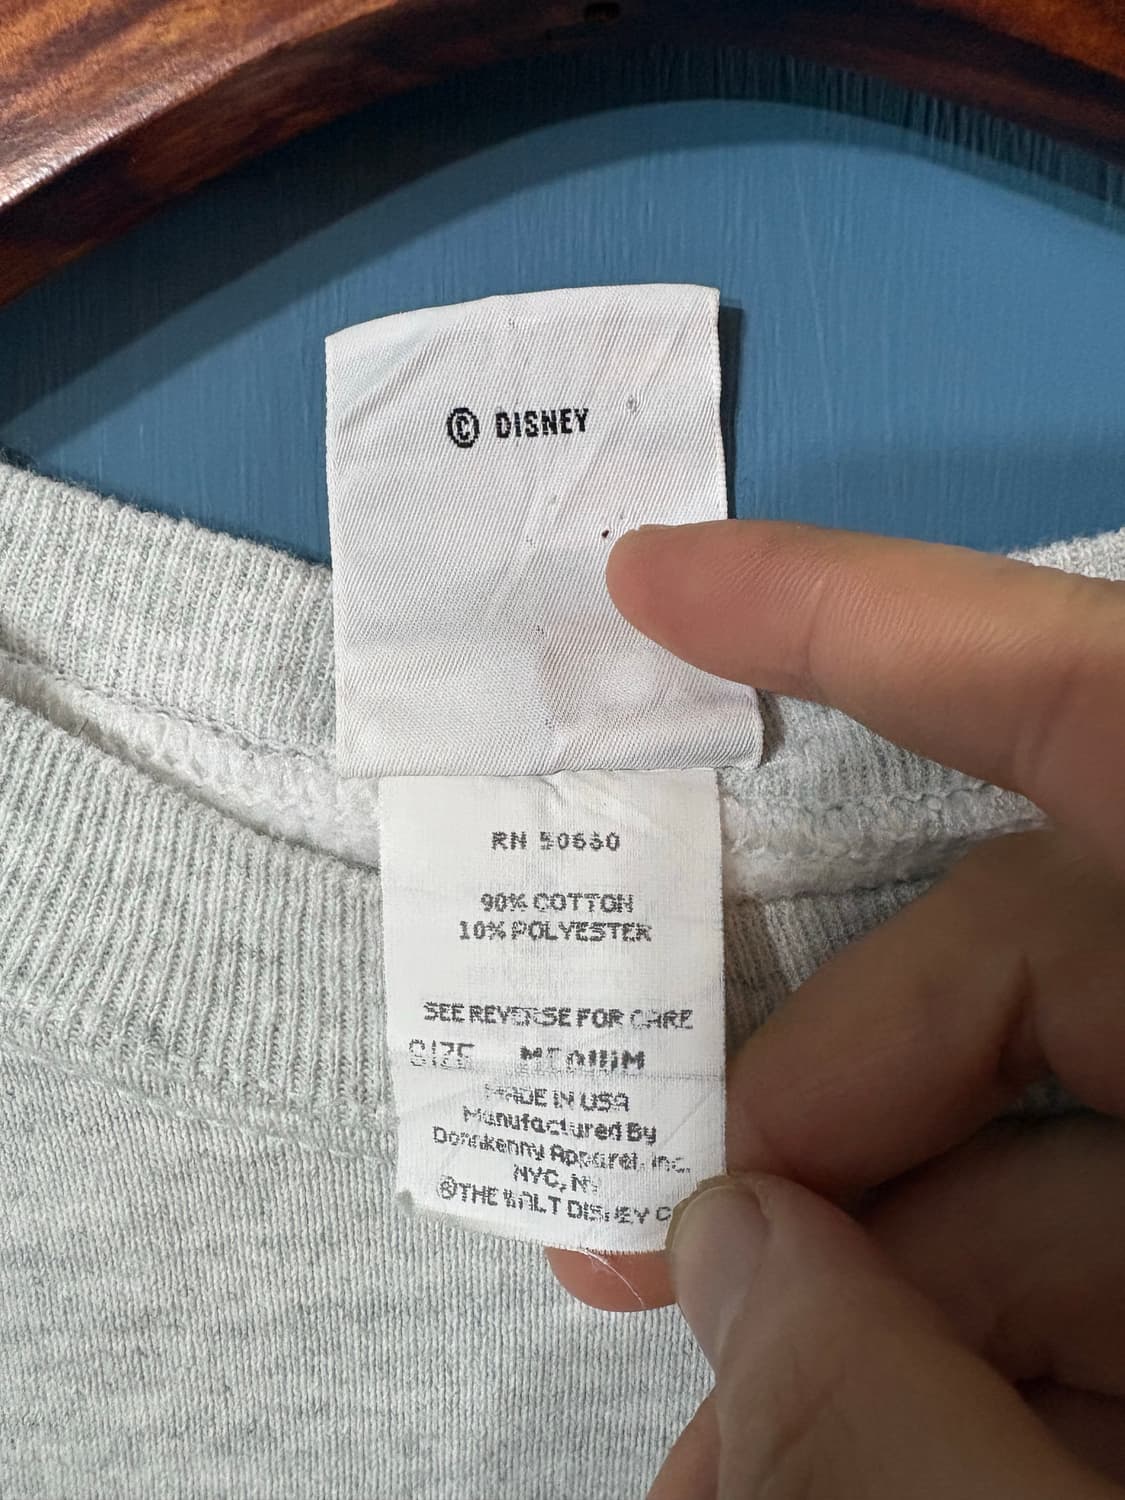 © DISNEY
RN 50660
90% COTTON
10% POLYESTER
SEE REVERSE FOR CARE
SIZE MEDIUM
MADE IN USA
Manufactured By
Donnkenny Apparel, Inc.
NYC, NY
®THE WALT DISNEY